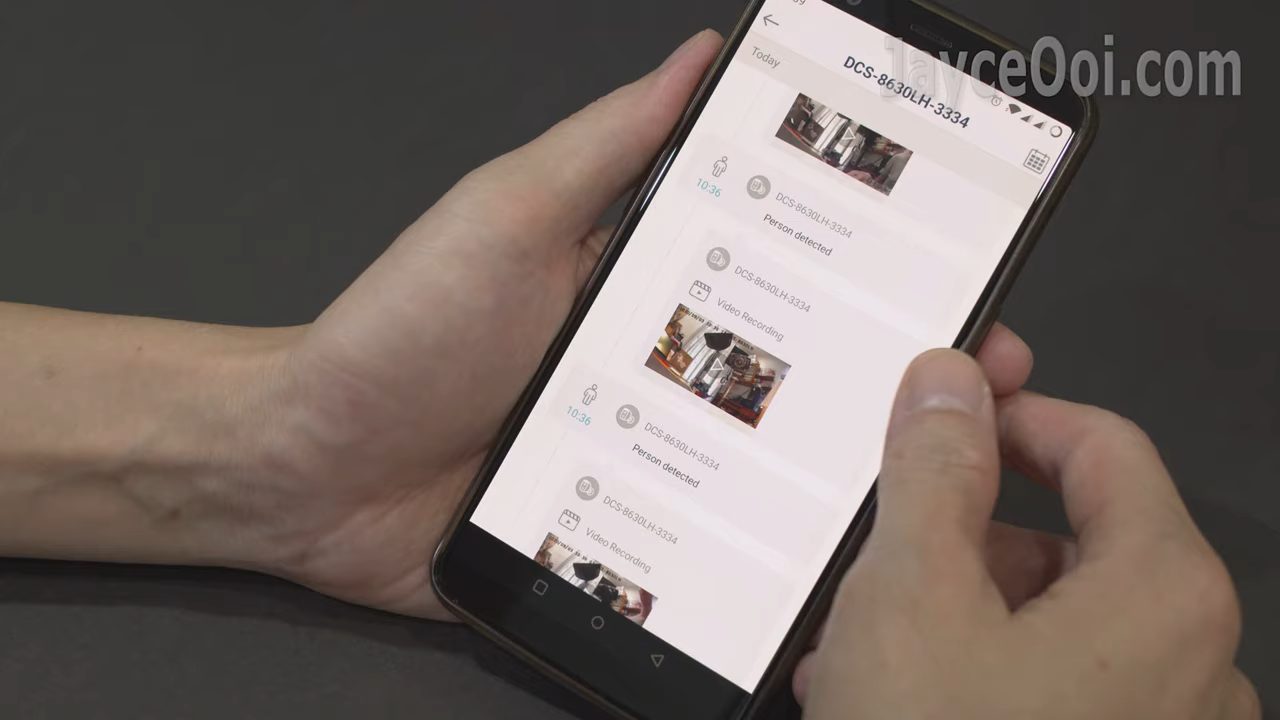 JayceOoi.com
Today
DCS-8630LH-3334
10:36
DCS-8630LH-3334
Person detected
DCS-8630LH-3334
Video Recording
10:36
DCS-8630LH-3334
Person detected
DCS-8630LH-3334
Video Recording